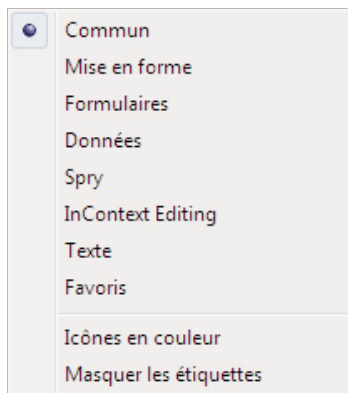 Commun
Mise en forme
Formulaires
Données
Spry
InContext Editing
Texte
Favoris
Icônes en couleur
Masquer les étiquettes